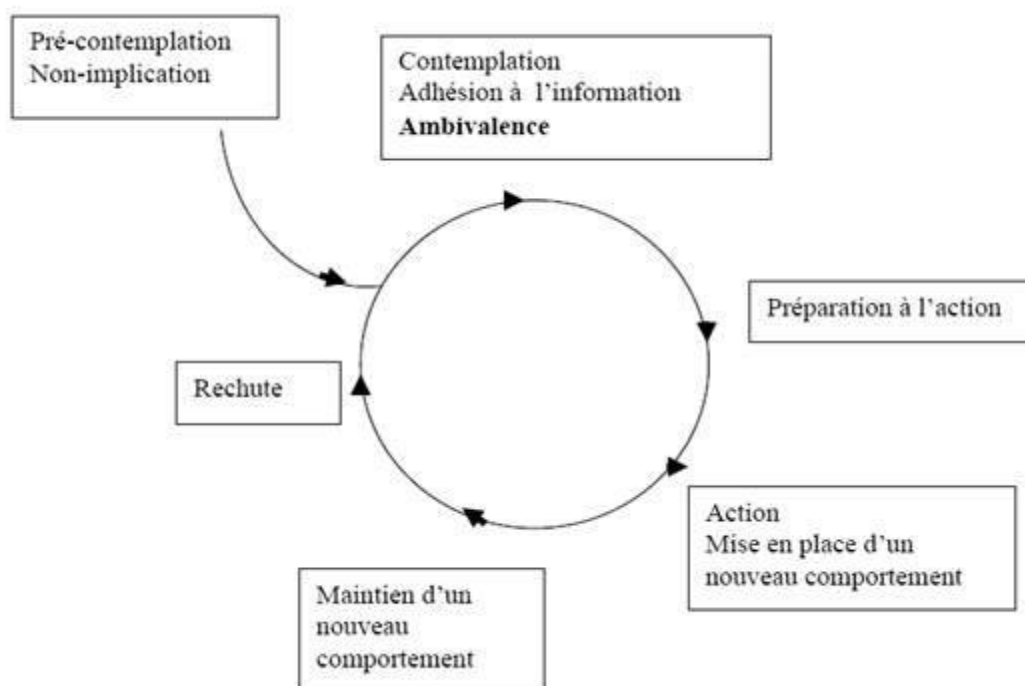 Pré-contemplation
Non-implication
Contemplation
Adhésion à l’information
Ambivalence
Préparation à l’action
Rechute
Action
Mise en place d’un
nouveau comportement
Maintien d’un
nouveau
comportement